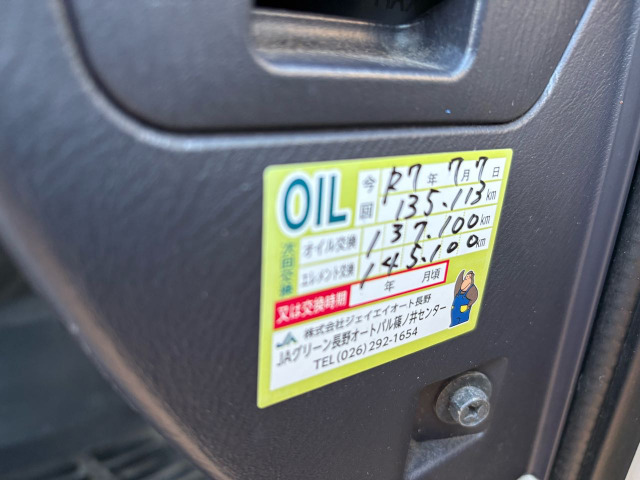 OIL
今回 R7年 7月7日
135.113km
次回交換 オイル交換 137.100km
エレメント交換 145.100km
又は交換時期 年 月頃
JA 株式会社ジェイエイオート長野
JAグリーン長野オートパル篠ノ井センター
TEL (026) 292-1654